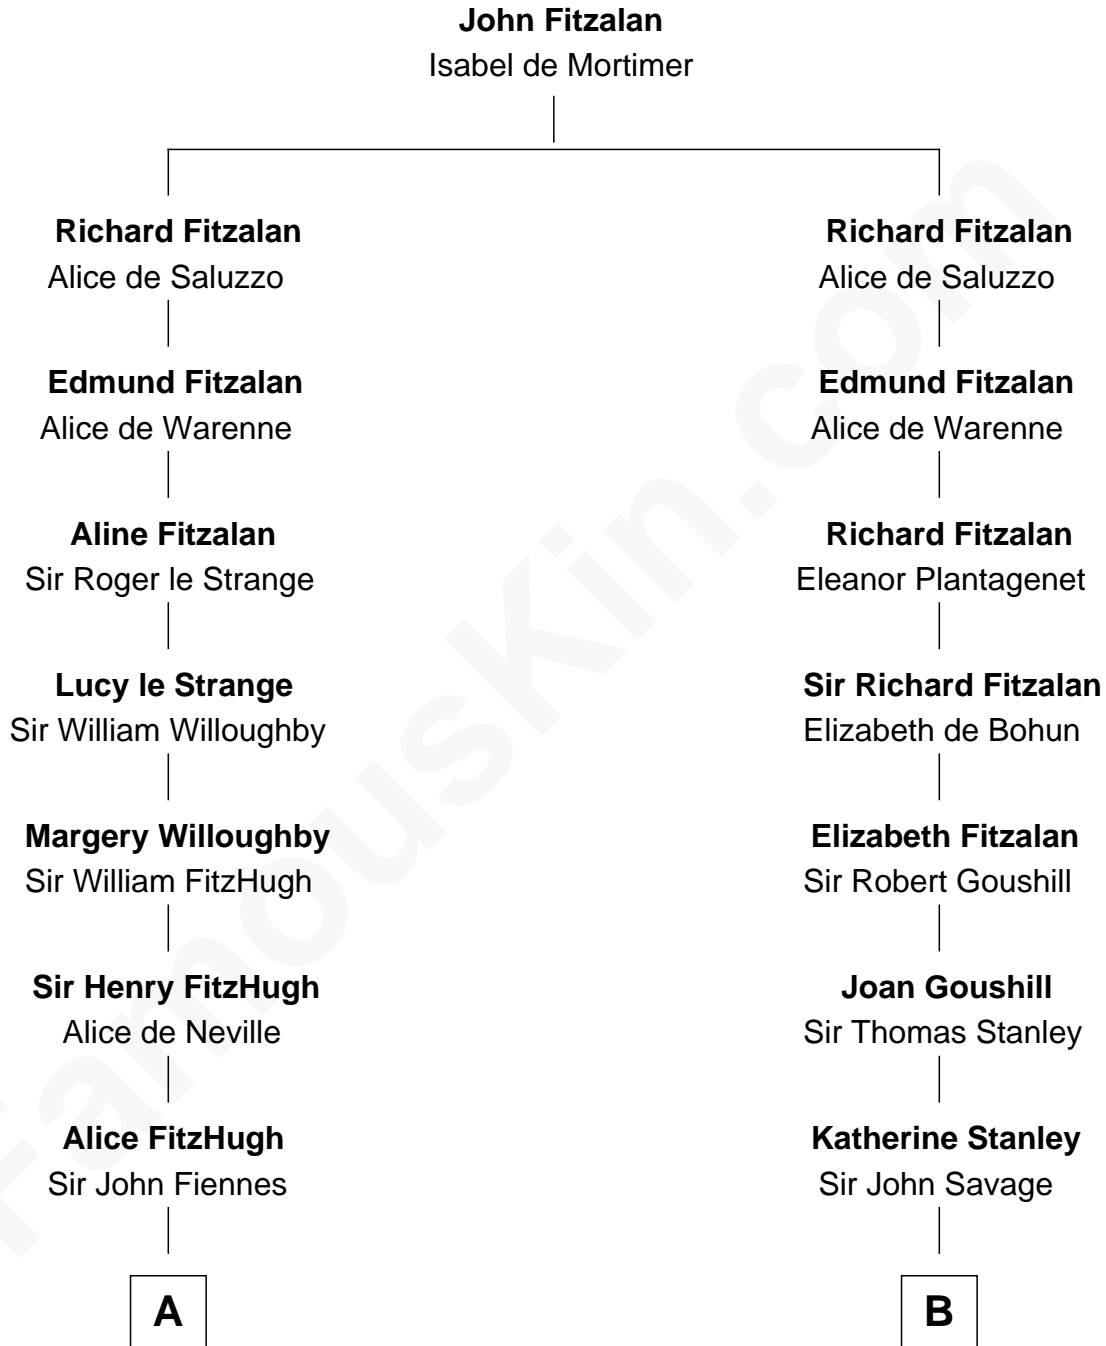 John Fitzalan
Isabel de Mortimer
Richard Fitzalan
Alice de Saluzzo
Edmund Fitzalan
Alice de Warenne
Aline Fitzalan
Sir Roger le Strange
Lucy le Strange
Sir William Willoughby
Margery Willoughby
Sir William FitzHugh
Sir Henry FitzHugh
Alice de Neville
Alice FitzHugh
Sir John Fiennes
A
Richard Fitzalan
Alice de Saluzzo
Edmund Fitzalan
Alice de Warenne
Richard Fitzalan
Eleanor Plantagenet
Sir Richard Fitzalan
Elizabeth de Bohun
Elizabeth Fitzalan
Sir Robert Goushill
Joan Goushill
Sir Thomas Stanley
Katherine Stanley
Sir John Savage
B
FamousKin.com